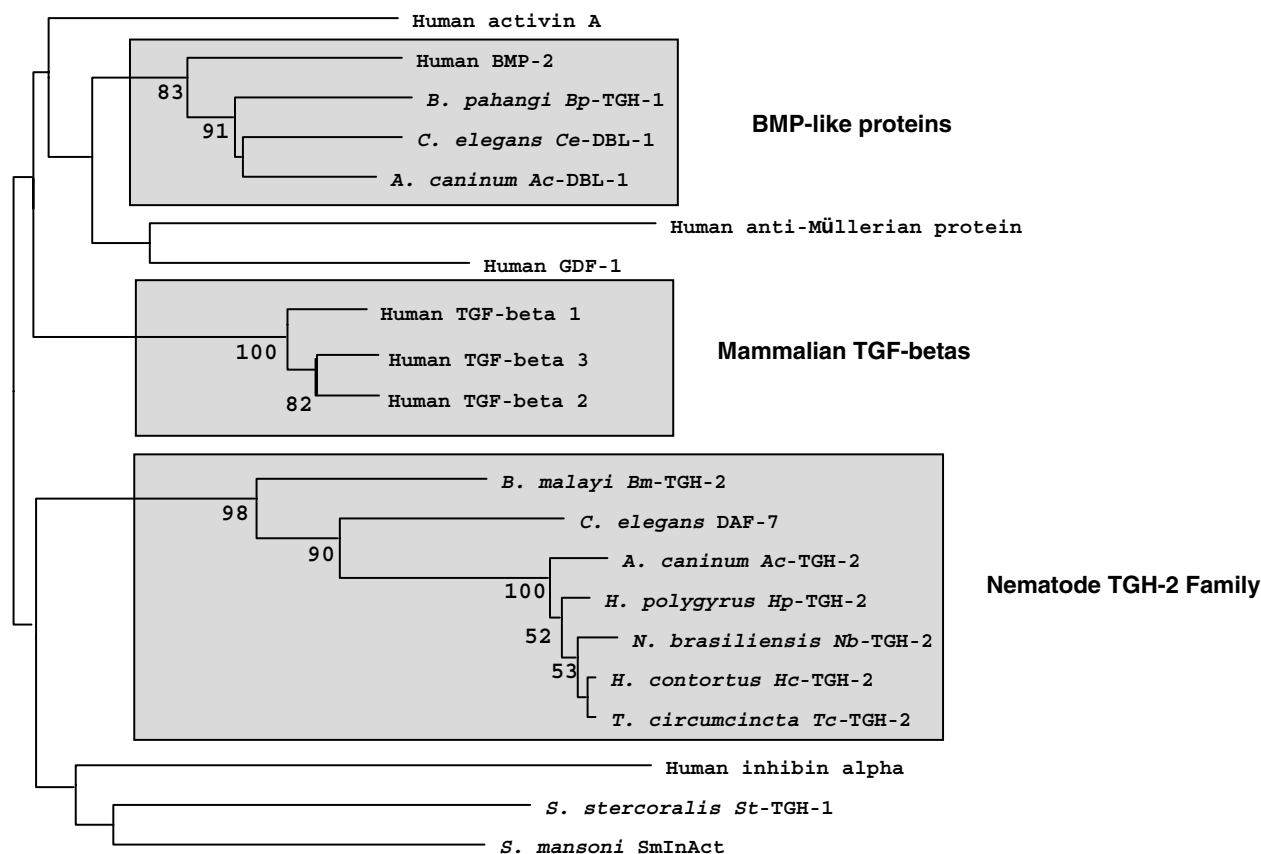 Human activin A
Human BMP-2
83
B. pahangi Bp-TGH-1
91
BMP-like proteins
C. elegans Ce-DBL-1
A. caninum Ac-DBL-1
Human anti-Müllerian protein
Human GDF-1
Human TGF-beta 1
100
Mammalian TGF-betas
Human TGF-beta 3
82
Human TGF-beta 2
B. malayi Bm-TGH-2
98
C. elegans DAF-7
90
A. caninum Ac-TGH-2
100
Nematode TGH-2 Family
H. polygyrus Hp-TGH-2
52
N. brasiliensis Nb-TGH-2
53
H. contortus Hc-TGH-2
T. circumcincta Tc-TGH-2
Human inhibin alpha
S. stercoralis St-TGH-1
S. mansoni SmInAct